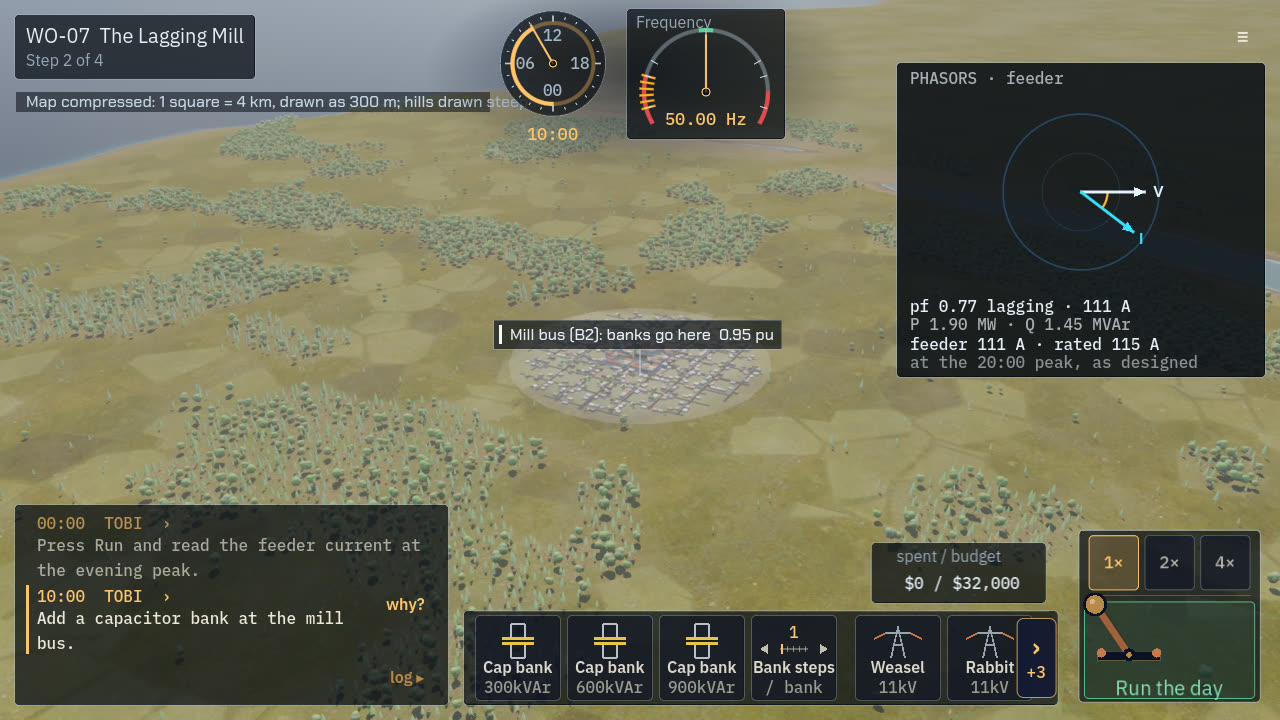 WO-07 The Lagging Mill
Step 2 of 4
Map compressed: 1 square = 4 km, drawn as 300 m; hills drawn
12
06
18
00
10:00
Frequency
50.00 Hz
☰
PHASORS · feeder
V
I
pf 0.77 lagging · 111 A
P 1.90 MW · Q 1.45 MVAr
feeder 111 A · rated 115 A
at the 20:00 peak, as designed
Mill bus (B2): banks go here 0.95 pu
00:00 TOBI ›
Press Run and read the feeder current at
the evening peak.
10:00 TOBI ›
why?
Add a capacitor bank at the mill
bus.
log ▸
spent / budget
$0 / $32,000
Cap bank
300kVAr
Cap bank
600kVAr
Cap bank
900kVAr
1
Bank steps
/ bank
Weasel
11kV
Rabbit
11kV
›
+3
1×
2×
4×
Run the day